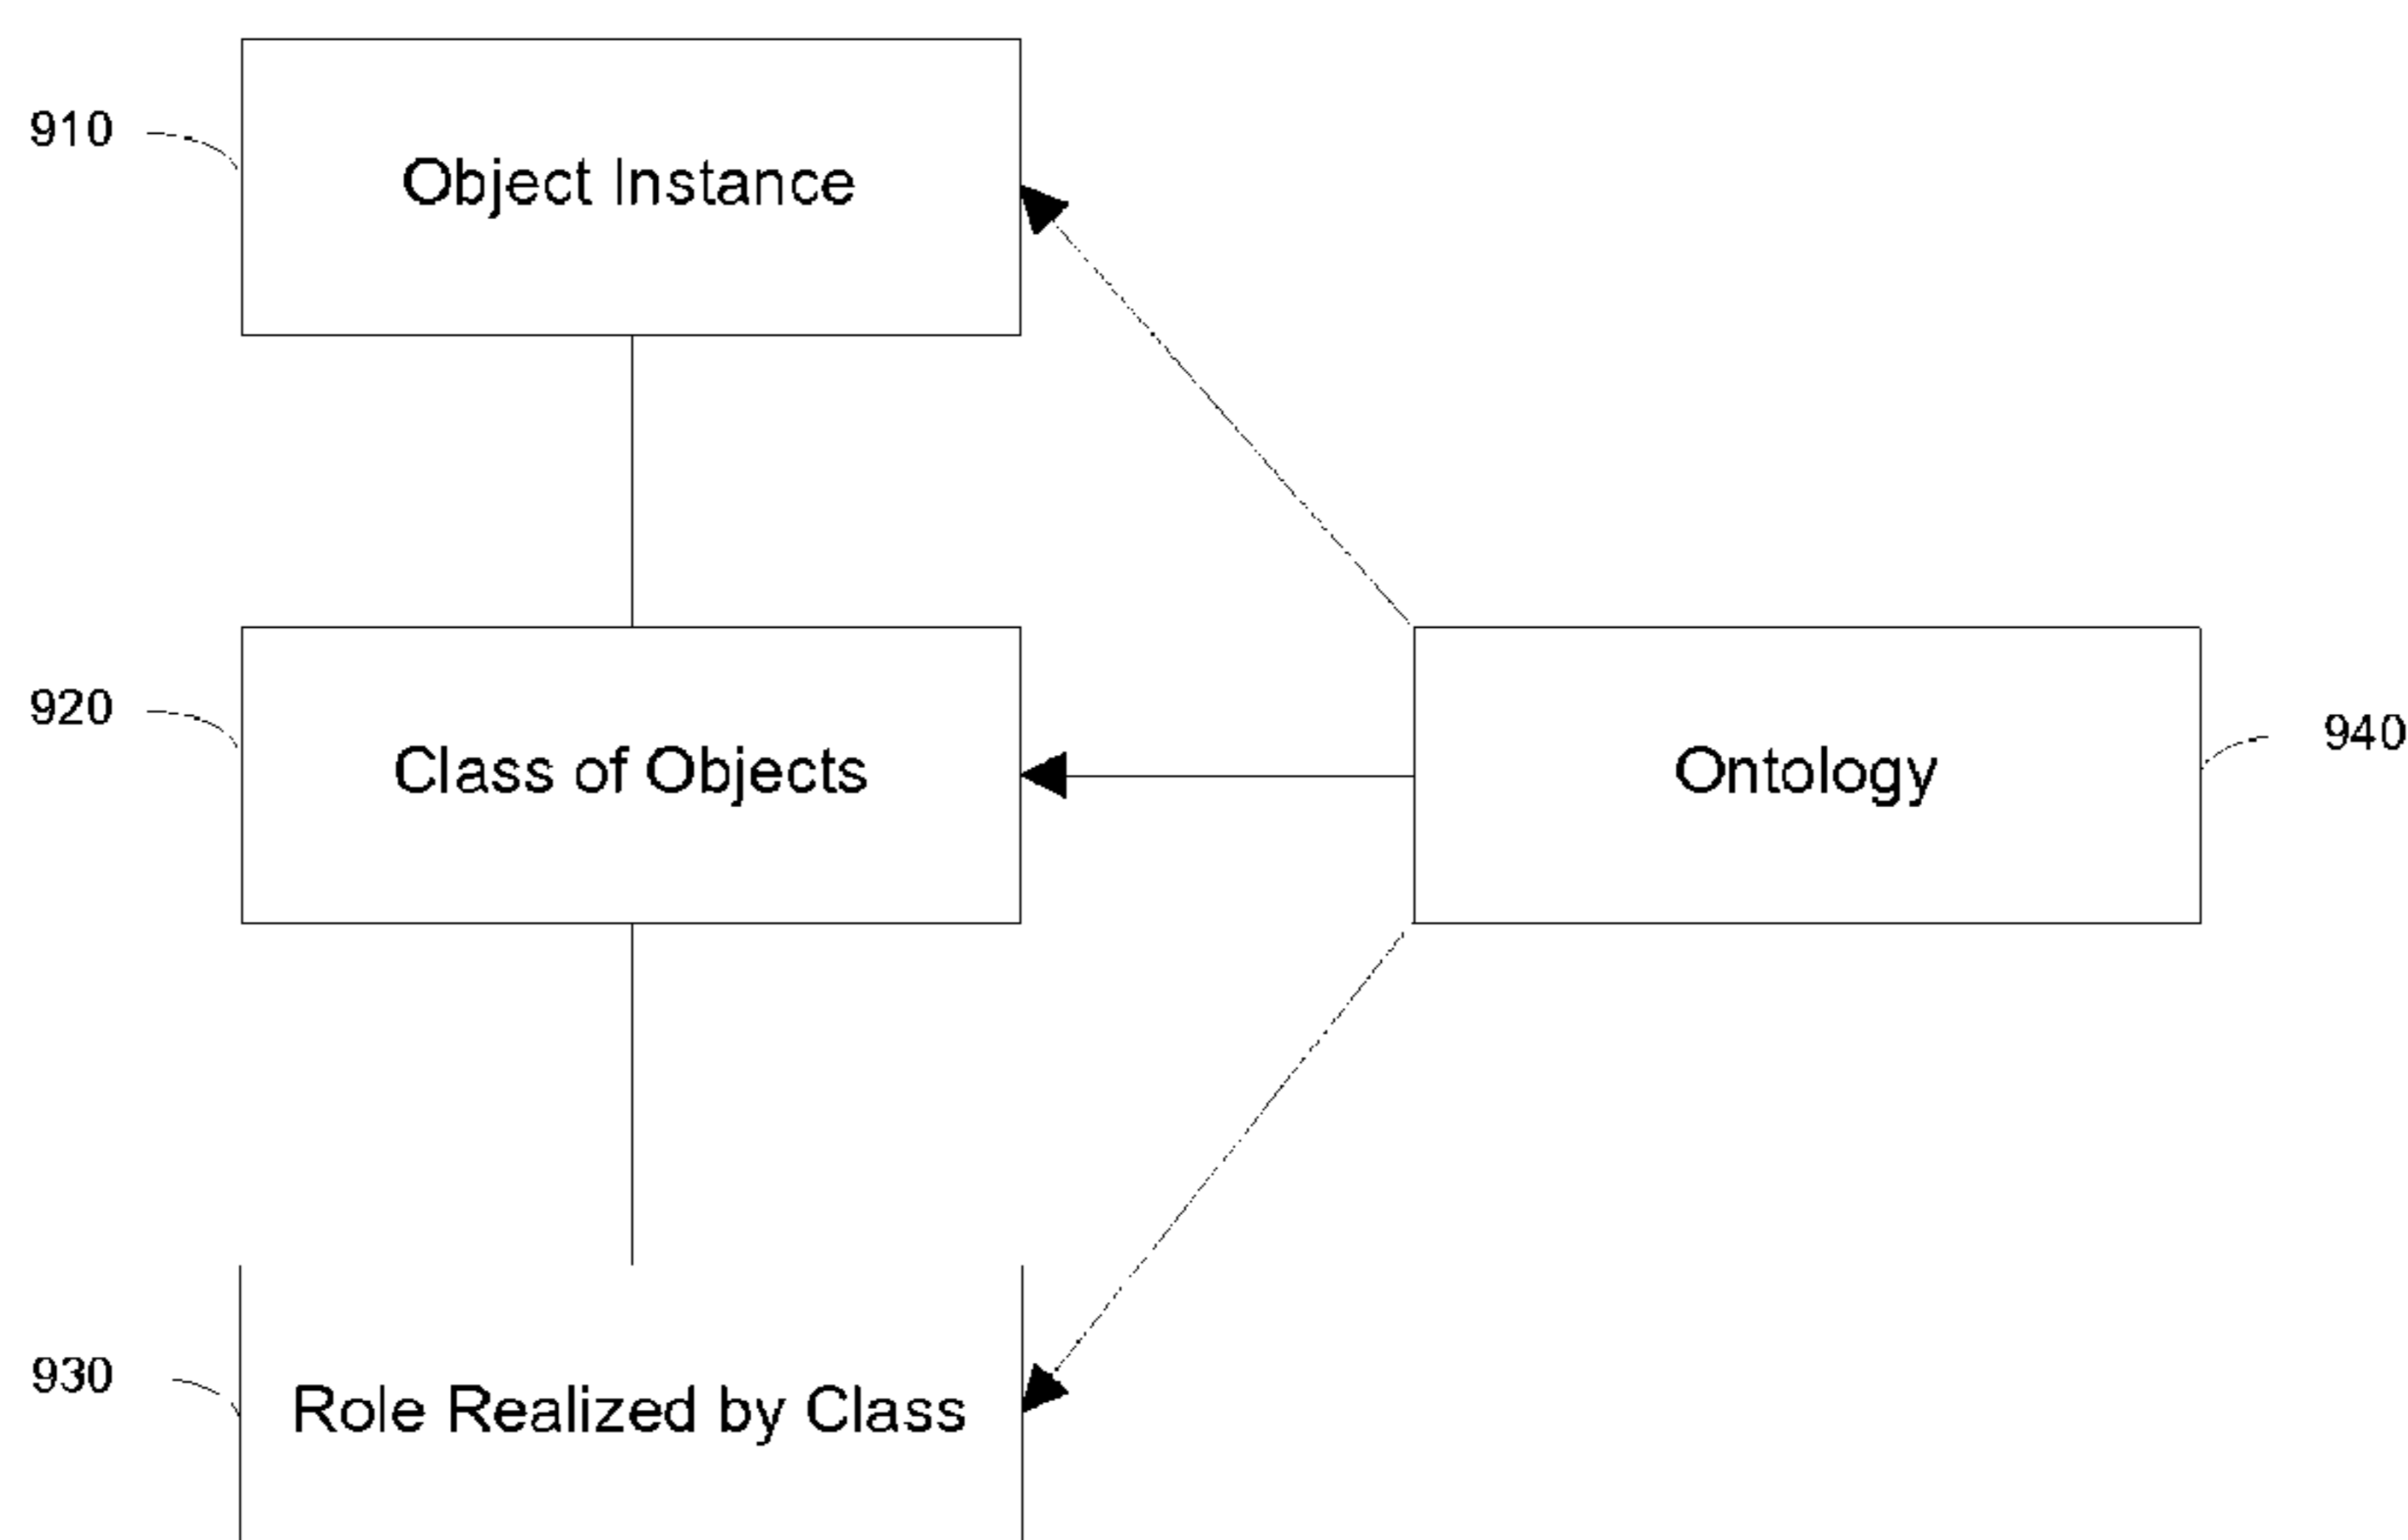 910
Object Instance
920
Class of Objects
Ontology
940
930
Role Realized by Class